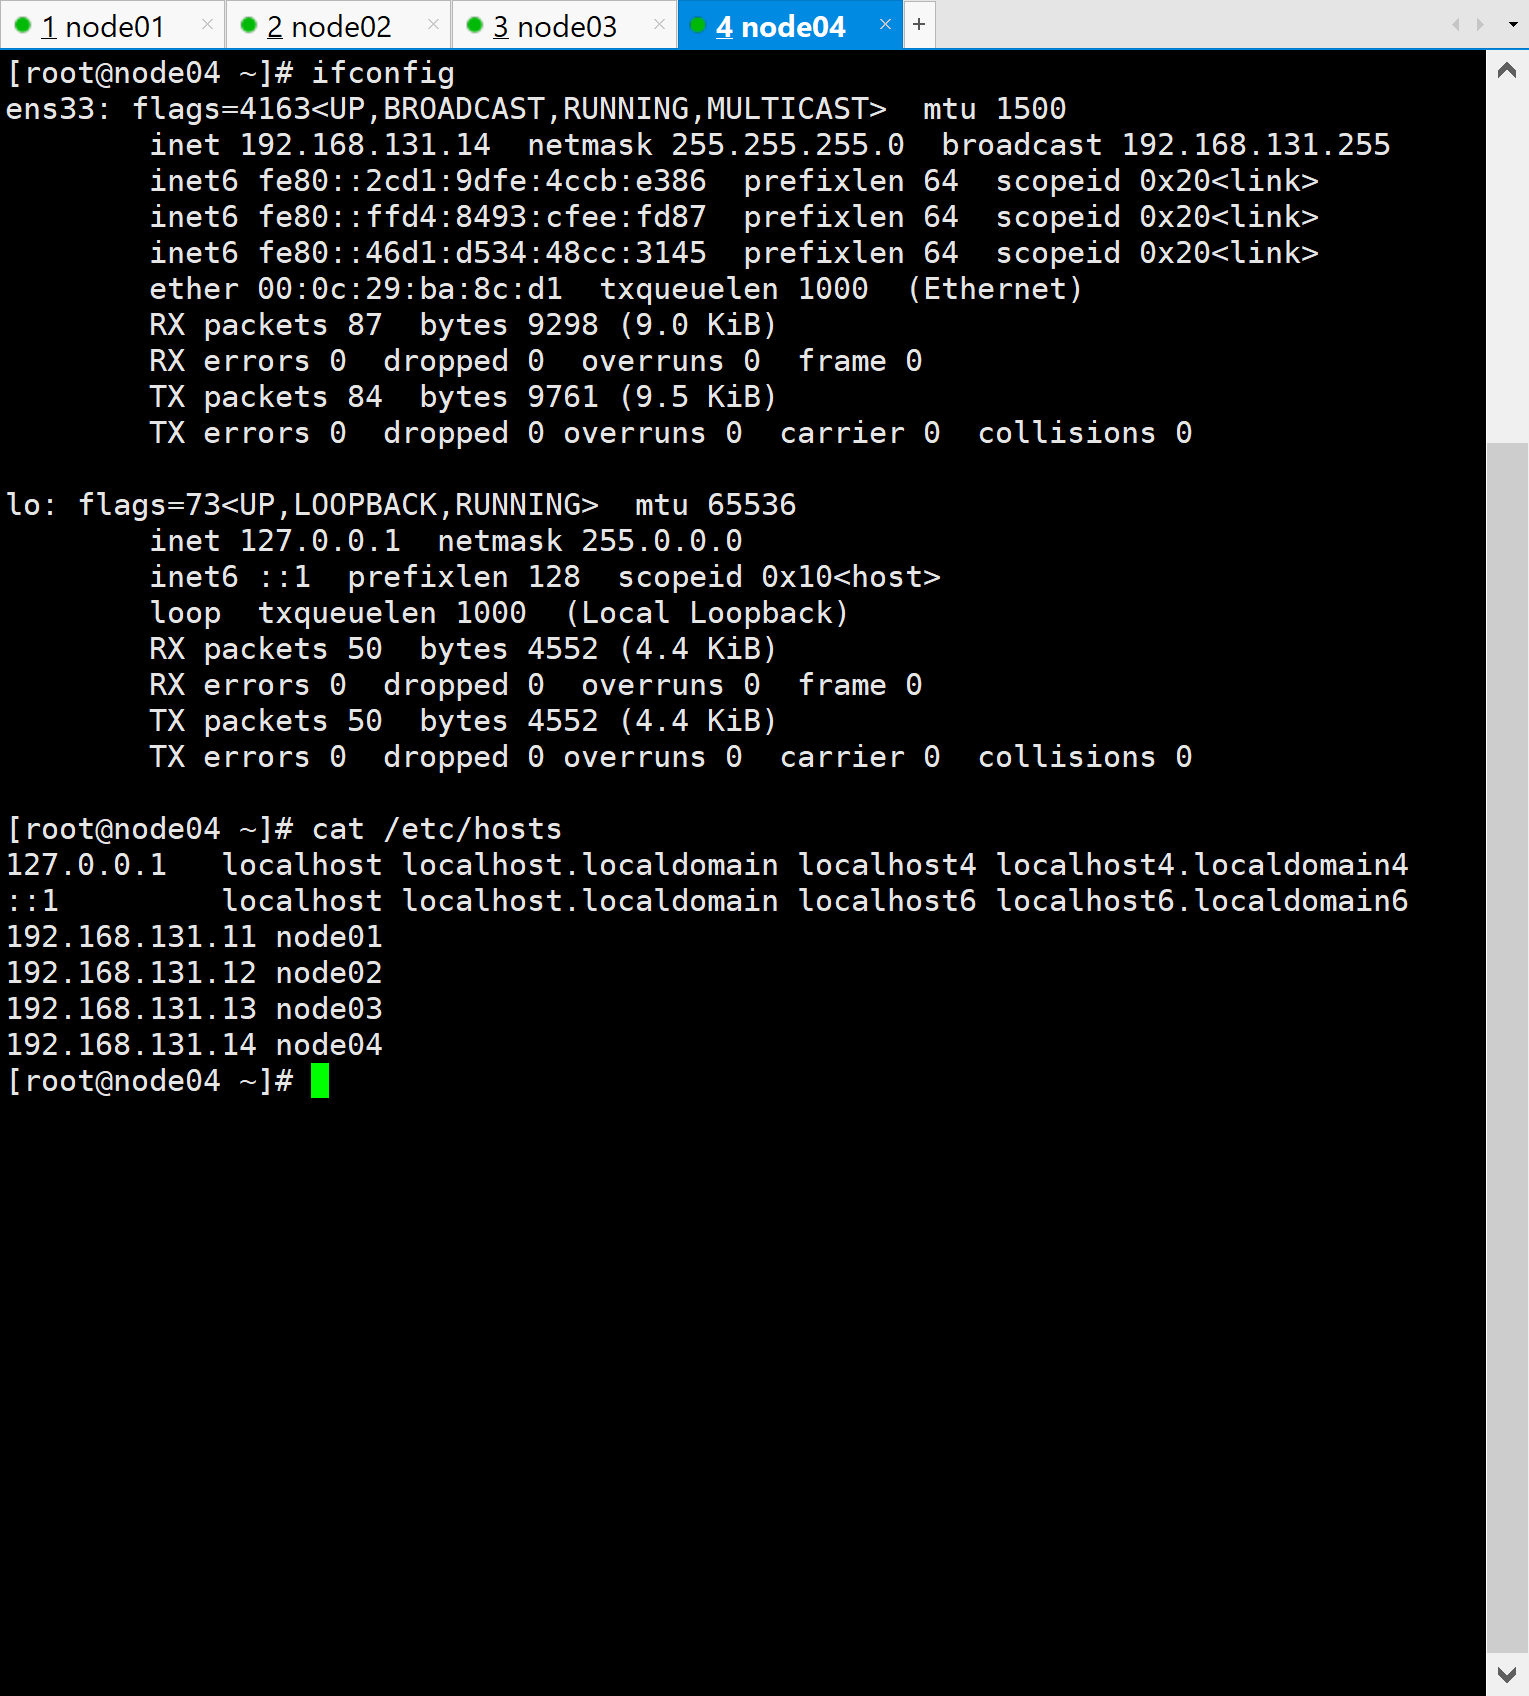 1 node01 × 2 node02 × 3 node03 × 4 node04 × +
[root@node04 ~]# ifconfig
ens33: flags=4163<UP,BROADCAST,RUNNING,MULTICAST>  mtu 1500
        inet 192.168.131.14  netmask 255.255.255.0  broadcast 192.168.131.255
        inet6 fe80::2cd1:9dfe:4ccb:e386  prefixlen 64  scopeid 0x20<link>
        inet6 fe80::ffd4:8493:cfee:fd87  prefixlen 64  scopeid 0x20<link>
        inet6 fe80::46d1:d534:48cc:3145  prefixlen 64  scopeid 0x20<link>
        ether 00:0c:29:ba:8c:d1  txqueuelen 1000  (Ethernet)
        RX packets 87  bytes 9298 (9.0 KiB)
        RX errors 0  dropped 0  overruns 0  frame 0
        TX packets 84  bytes 9761 (9.5 KiB)
        TX errors 0  dropped 0 overruns 0  carrier 0  collisions 0

lo: flags=73<UP,LOOPBACK,RUNNING>  mtu 65536
        inet 127.0.0.1  netmask 255.0.0.0
        inet6 ::1  prefixlen 128  scopeid 0x10<host>
        loop  txqueuelen 1000  (Local Loopback)
        RX packets 50  bytes 4552 (4.4 KiB)
        RX errors 0  dropped 0  overruns 0  frame 0
        TX packets 50  bytes 4552 (4.4 KiB)
        TX errors 0  dropped 0 overruns 0  carrier 0  collisions 0

[root@node04 ~]# cat /etc/hosts
127.0.0.1   localhost localhost.localdomain localhost4 localhost4.localdomain4
::1         localhost localhost.localdomain localhost6 localhost6.localdomain6
192.168.131.11 node01
192.168.131.12 node02
192.168.131.13 node03
192.168.131.14 node04
[root@node04 ~]#